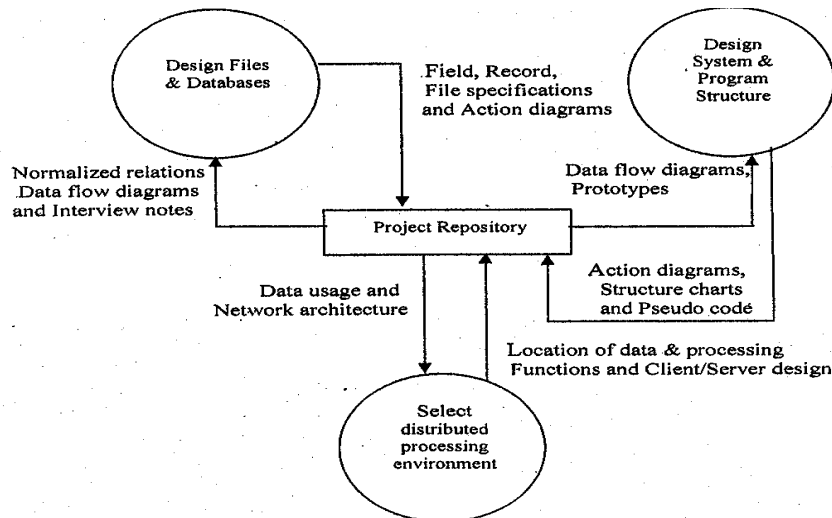 Design Files
& Databases
Field, Record,
File specifications
and Action diagrams
Design
System &
Program
Structure
Normalized relations
Data flow diagrams
and Interview notes
Data flow diagrams,
Prototypes
Project Repository
Data usage and
Network architecture
Action diagrams,
Structure charts
and Pseudo code
Location of data & processing
Functions and Client/Server design
Select
distributed
processing
environment